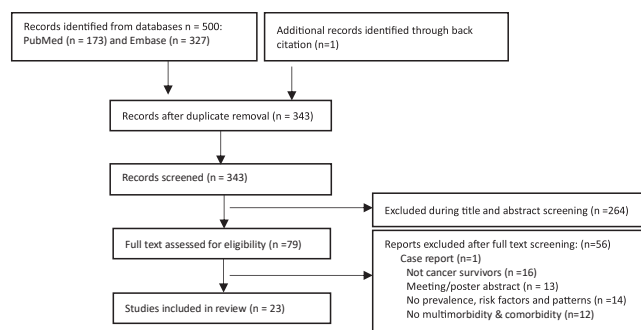 Records identified from databases n = 500:
PubMed (n = 173) and Embase (n = 327)
Additional records identified through back
citation (n=1)
Records after duplicate removal (n = 343)
Records screened (n = 343)
Excluded during title and abstract screening (n =264)
Full text assessed for eligibility (n=79)
Reports excluded after full text screening: (n=56)
Case report (n=1)
Not cancer survivors (n =16)
Meeting/poster abstract (n = 13)
No prevalence, risk factors and patterns (n =14)
No multimorbidity & comorbidity (n=12)
Studies included in review (n = 23)